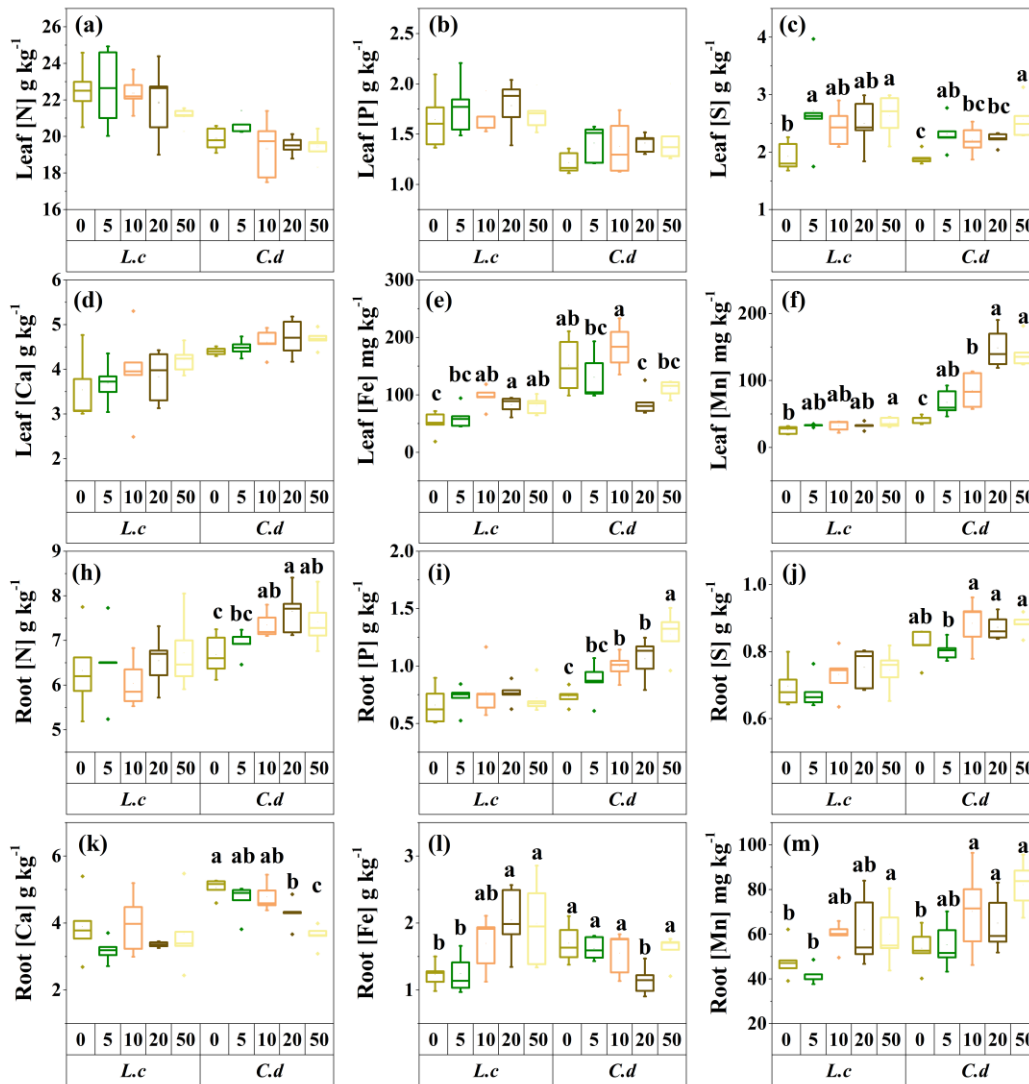 (a)
Leaf [N] g kg-1
26
24
22
20
18
16
0 5 10 20 50 0 5 10 20 50
L.c C.d
(b)
Leaf [P] g kg-1
2.5
2.0
1.5
1.0
0 5 10 20 50 0 5 10 20 50
L.c C.d
(c)
Leaf [S] g kg-1
4
3
2
1
b a ab ab a c ab bc bc a
0 5 10 20 50 0 5 10 20 50
L.c C.d
(d)
Leaf [Ca] g kg-1
6
5
4
3
2
0 5 10 20 50 0 5 10 20 50
L.c C.d
(e)
Leaf [Fe] mg kg-1
300
200
100
0
c bc ab a ab ab bc a c bc
0 5 10 20 50 0 5 10 20 50
L.c C.d
(f)
Leaf [Mn] mg kg-1
200
100
0
b ab ab ab a c b b a a
0 5 10 20 50 0 5 10 20 50
L.c C.d
(h)
Root [N] g kg-1
9
8
7
6
5
c bc ab a ab
0 5 10 20 50 0 5 10 20 50
L.c C.d
(i)
Root [P] g kg-1
2.0
1.5
1.0
0.5
c bc b b a
0 5 10 20 50 0 5 10 20 50
L.c C.d
(j)
Root [S] g kg-1
1.0
0.8
0.6
ab b a a a
0 5 10 20 50 0 5 10 20 50
L.c C.d
(k)
Root [Ca] g kg-1
6
4
2
a ab ab b c
0 5 10 20 50 0 5 10 20 50
L.c C.d
(l)
Root [Fe] g kg-1
3
2
1
b b ab a a a a a b a
0 5 10 20 50 0 5 10 20 50
L.c C.d
(m)
Root [Mn] mg kg-1
100
80
60
40
20
b b ab a ab b ab a ab a
0 5 10 20 50 0 5 10 20 50
L.c C.d